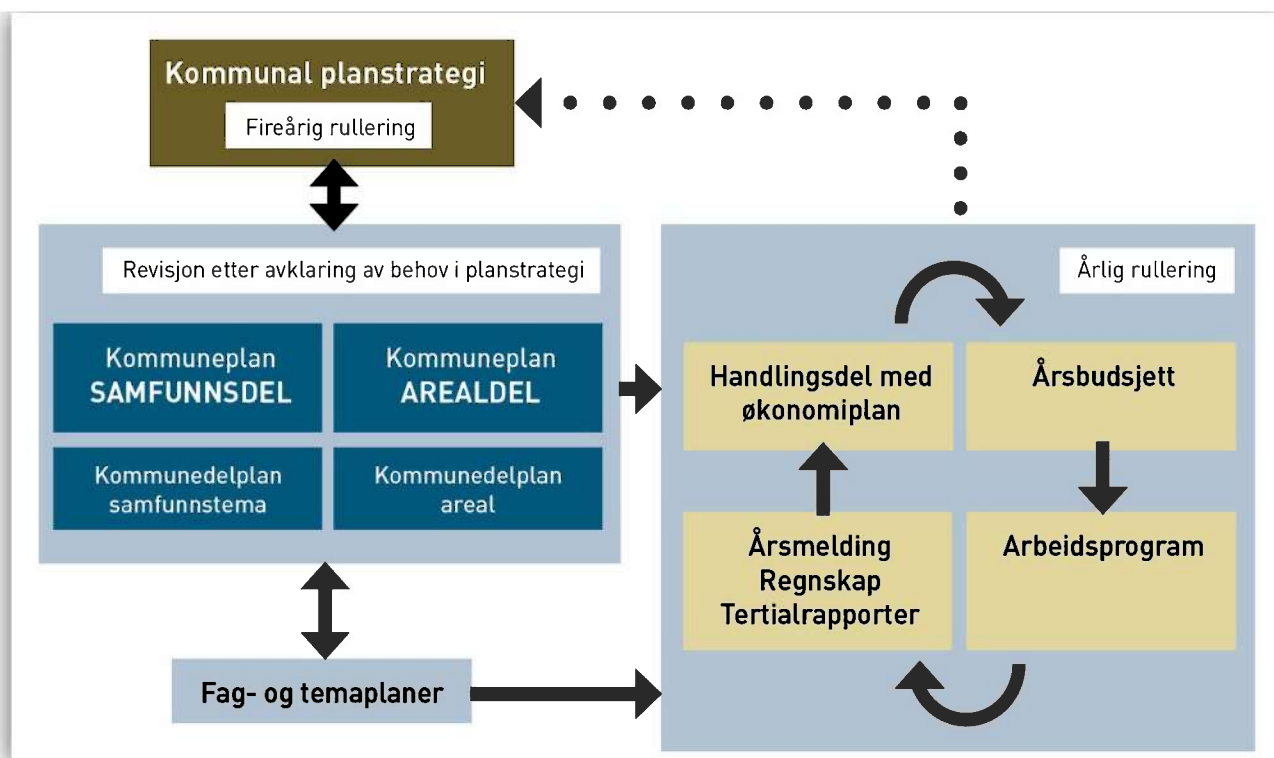 Kommunal planstrategi
Fireårig rullering
Revisjon etter avklaring av behov i planstrategi
Kommuneplan
SAMFUNNSDEL
Kommuneplan
AREALDEL
Kommunedelplan
samfunnstema
Kommunedelplan
areal
Fag- og temaplaner
Årlig rullering
Handlingsdel med
økonomiplan
Årsbudsjett
Årsmelding
Regnskap
Tertialrapporter
Arbeidsprogram